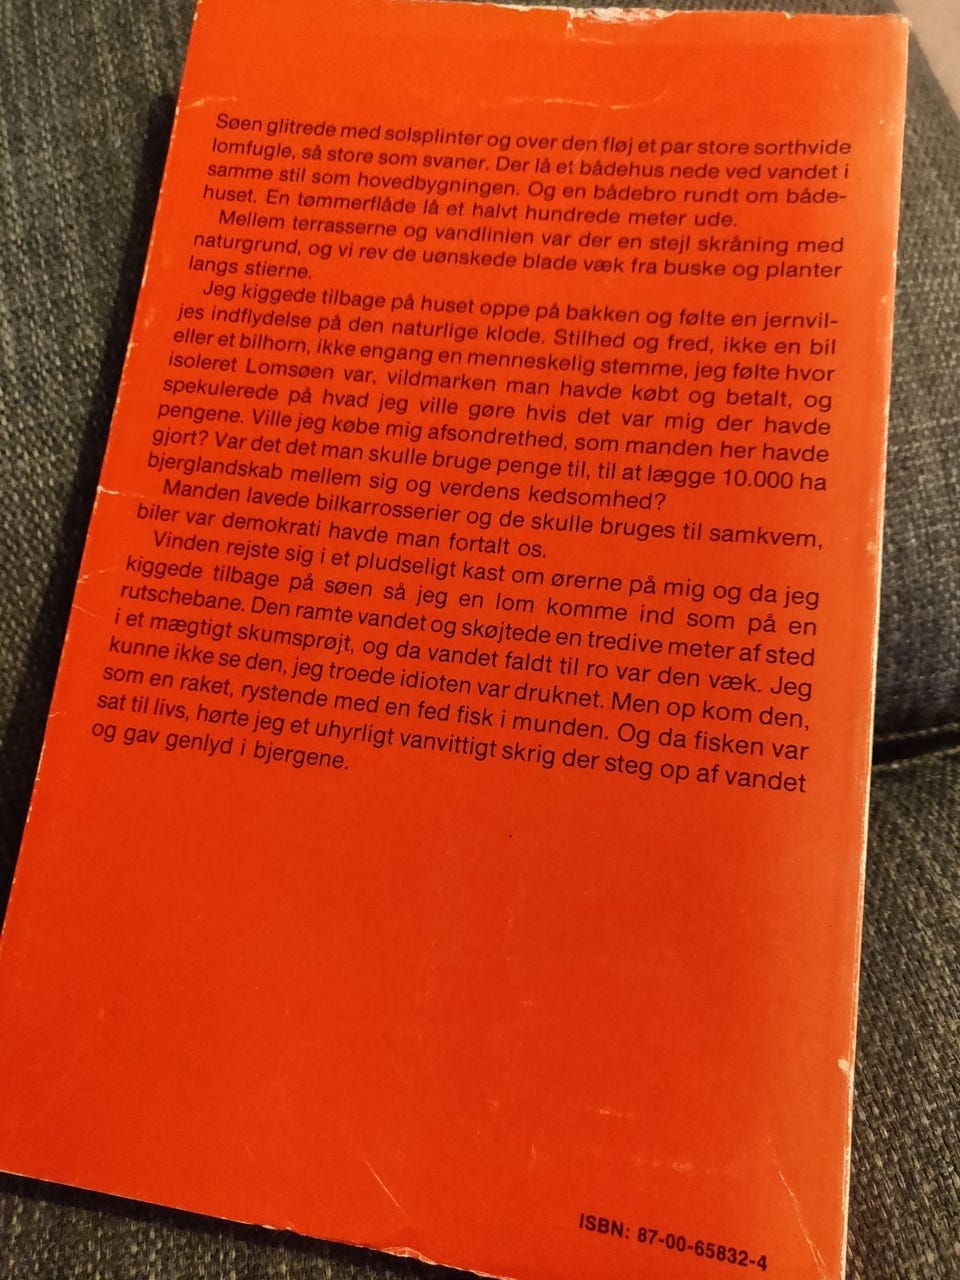 Søen glitrede med solsplinter og over den fløj et par store sorthvide
lomfugle, så store som svaner. Der lå et bådehus nede ved vandet i
samme stil som hovedbygningen. Og en bådebro rundt om både-
huset. En tømmerflåde lå et halvt hundrede meter ude.
Mellem terrasserne og vandlinien var der en stejl skråning med
naturgrund, og vi rev de uønskede blade væk fra buske og planter
langs stierne.
Jeg kiggede tilbage på huset oppe på bakken og følte en jernvil-
jes indflydelse på den naturlige klode. Stilhed og fred, ikke en bil
eller et bilhorn, ikke engang en menneskelig stemme, jeg følte hvor
isoleret Lomsøen var, vildmarken man havde købt og betalt, og
spekulerede på hvad jeg ville gøre hvis det var mig der havde
pengene. Ville jeg købe mig afsondrethed, som manden her havde
gjort? Var det det man skulle bruge penge til, til at lægge 10.000 ha
bjerglandskab mellem sig og verdens kedsomhed?
Manden lavede bilkarrosserier og de skulle bruges til samkvem,
biler var demokrati havde man fortalt os.
Vinden rejste sig i et pludseligt kast om ørerne på mig og da jeg
kiggede tilbage på søen så jeg en lom komme ind som på en
rutschebane. Den ramte vandet og skøjtede en tredive meter af sted
i et mægtigt skumsprøjt, og da vandet faldt til ro var den væk. Jeg
kunne ikke se den, jeg troede idioten var druknet. Men op kom den,
som en raket, rystende med en fed fisk i munden. Og da fisken var
sat til livs, hørte jeg et uhyrligt vanvittigt skrig der steg op af vandet
og gav genlyd i bjergene.
ISBN: 87-00-65832-4